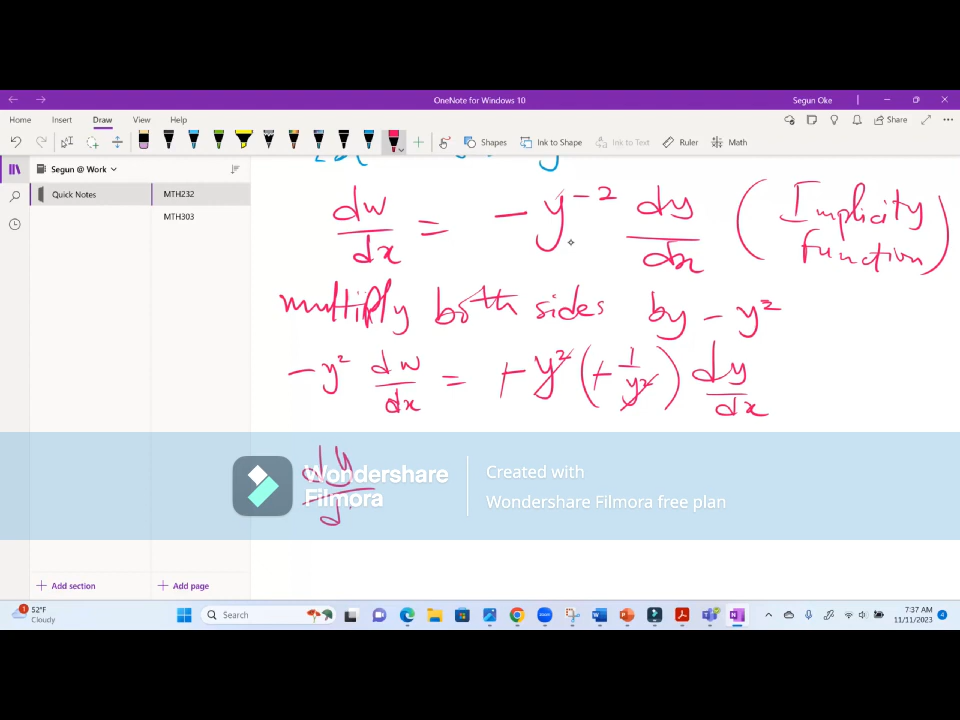 OneNote for Windows 10
Segun Oke
Home Insert Draw View Help
Share
Shapes Ink to Shape Ink to Text Ruler Math
Segun @ Work
Quick Notes
MTH232
MTH303
dw/dx = - y^-2 dy/dx (Implicity function)
multiply both sides by - y²
- y² dw/dx = + y² (+ 1/y²) dy/dx
dy
Wondershare Filmora
Created with
Wondershare Filmora free plan
+ Add section + Add page
1
52°F
Cloudy
Search
7:37 AM
11/11/2023
4